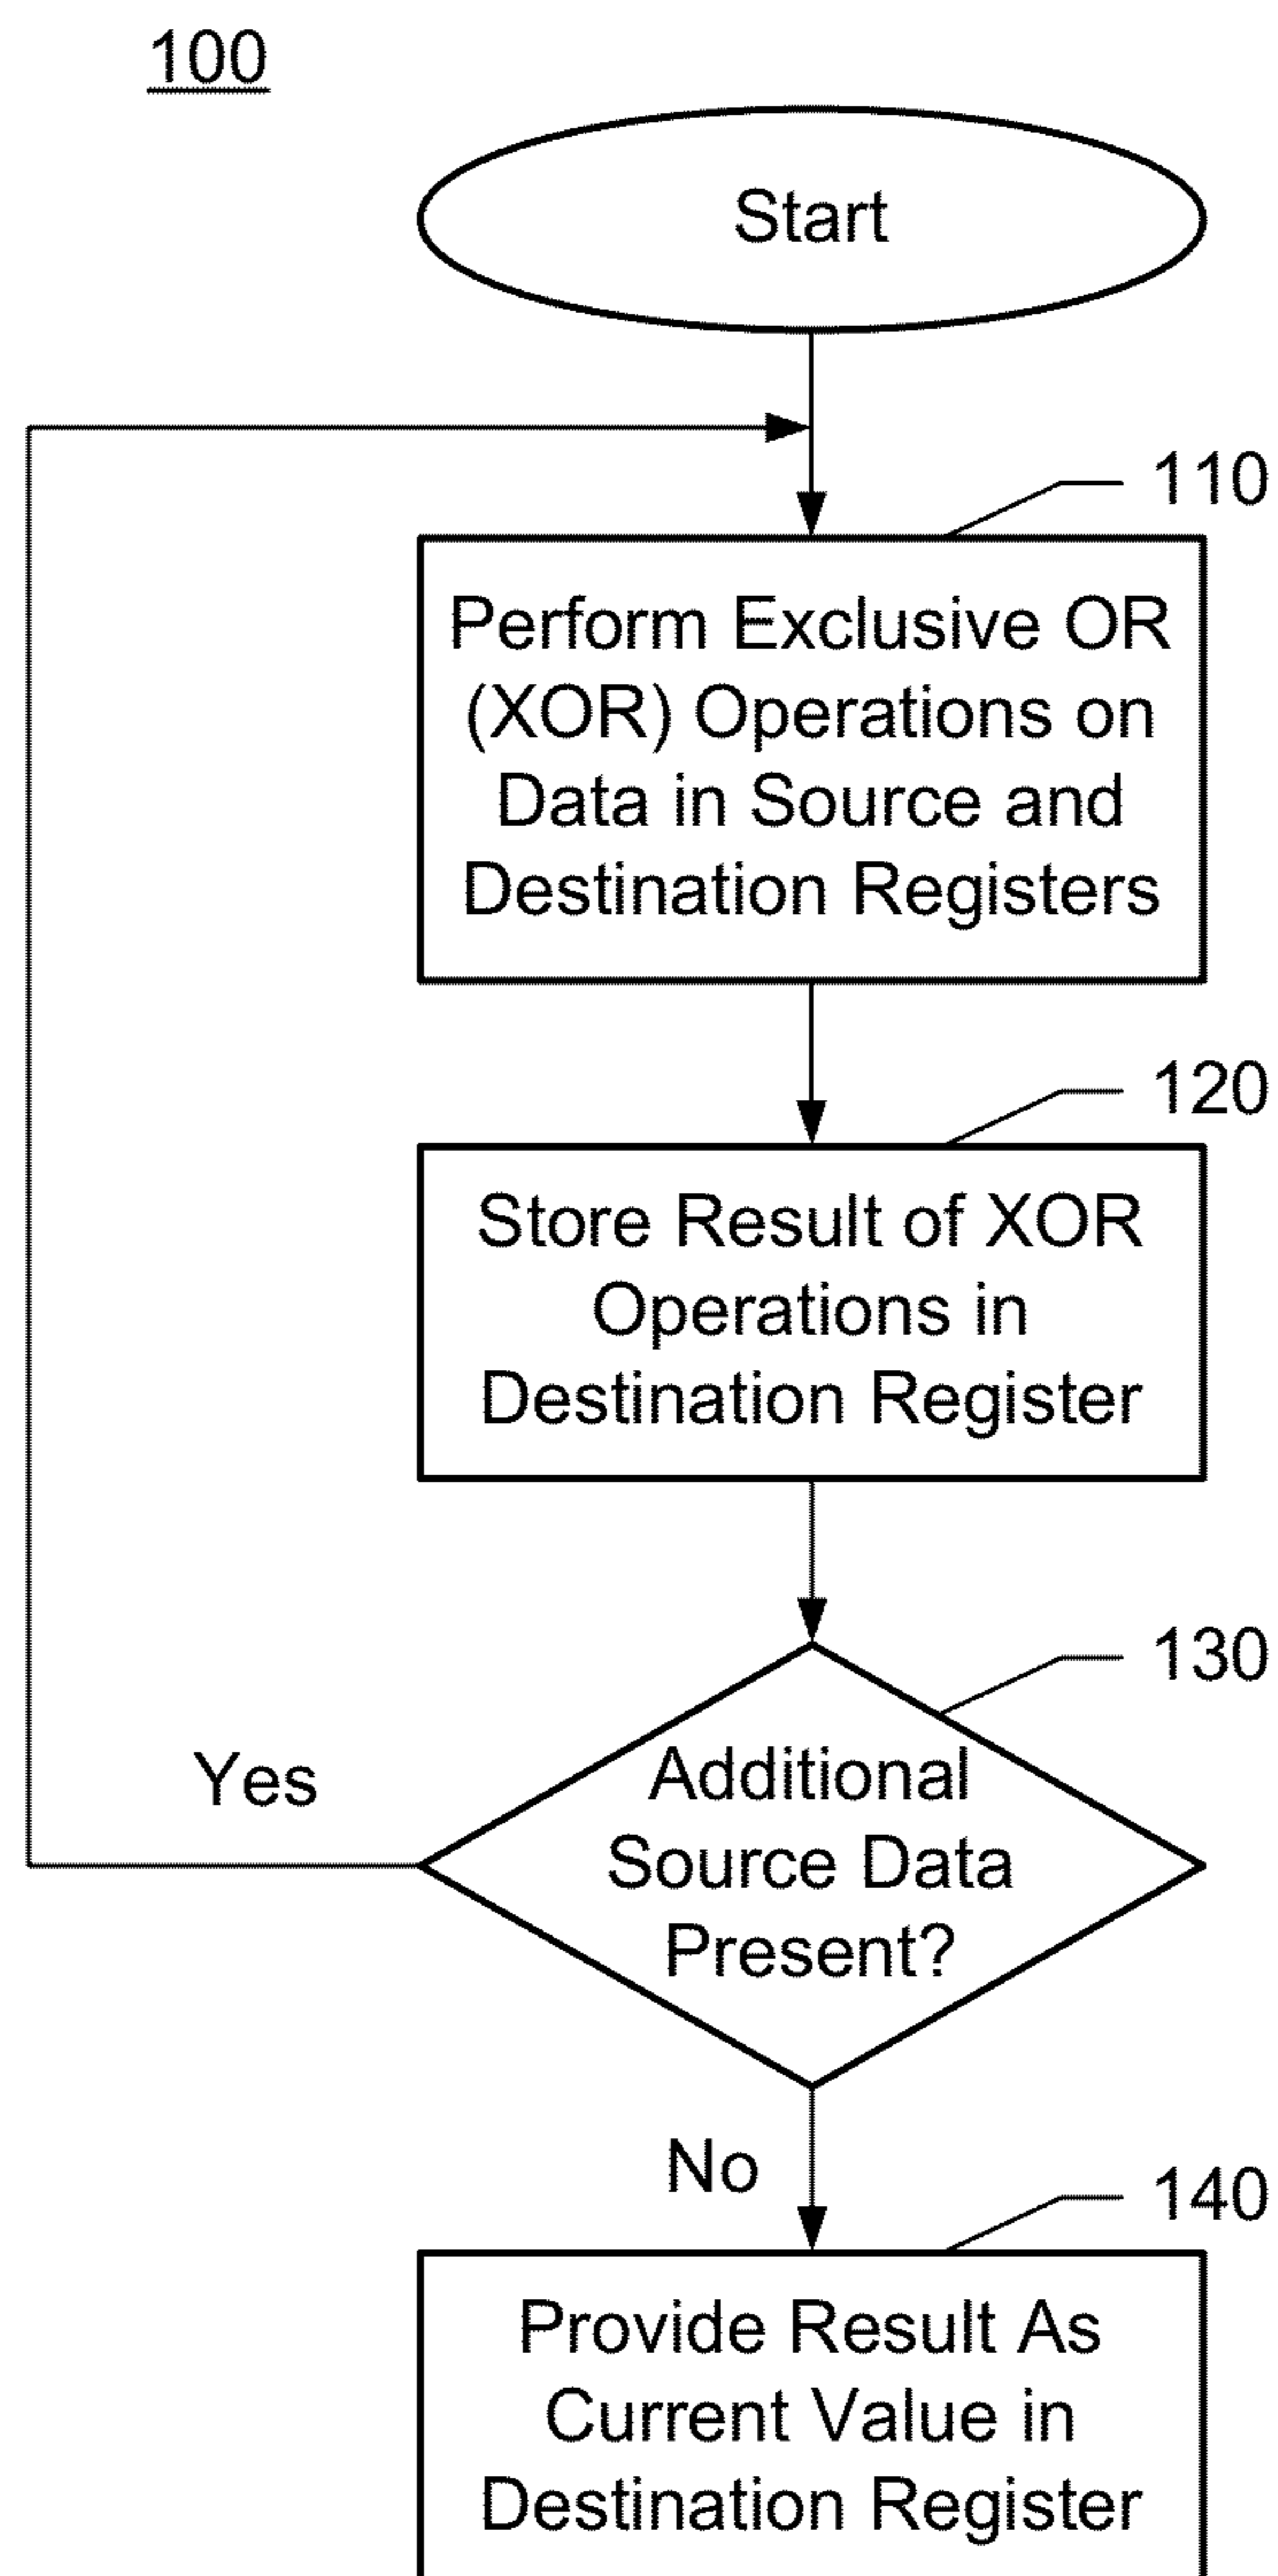 100
Start
110
Perform Exclusive OR
(XOR) Operations on
Data in Source and
Destination Registers
120
Store Result of XOR
Operations in
Destination Register
130
Additional
Source Data
Present?
Yes
No
140
Provide Result As
Current Value in
Destination Register